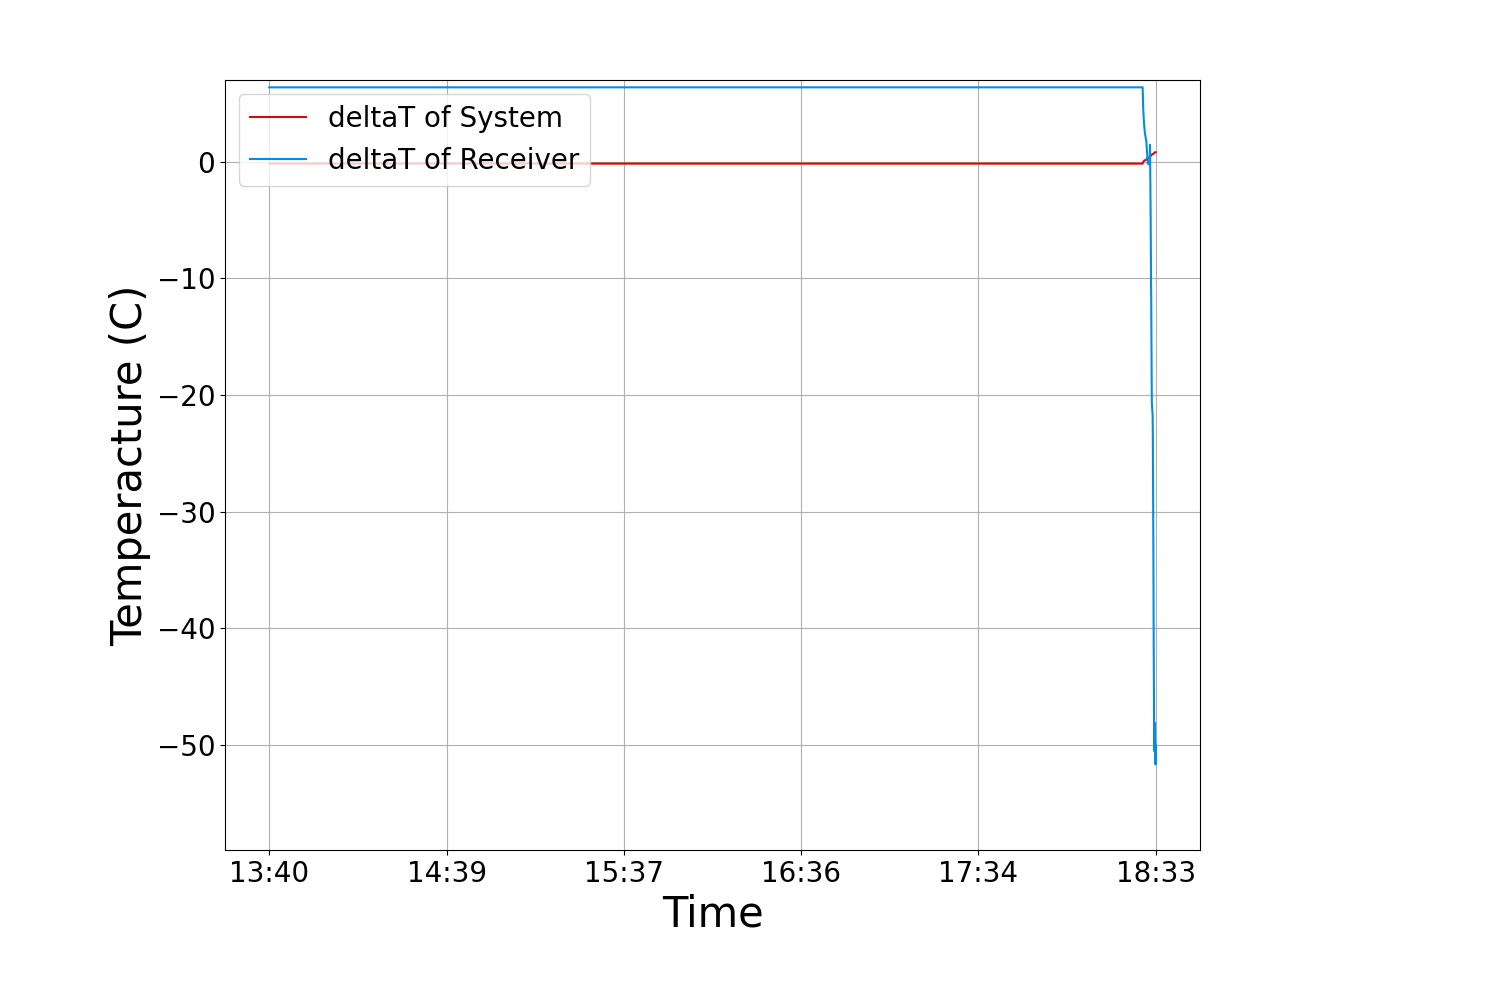 deltaT of System
deltaT of Receiver
0
−10
−20
−30
−40
−50
Temperacture (C)
13:40 14:39 15:37 16:36 17:34 18:33
Time